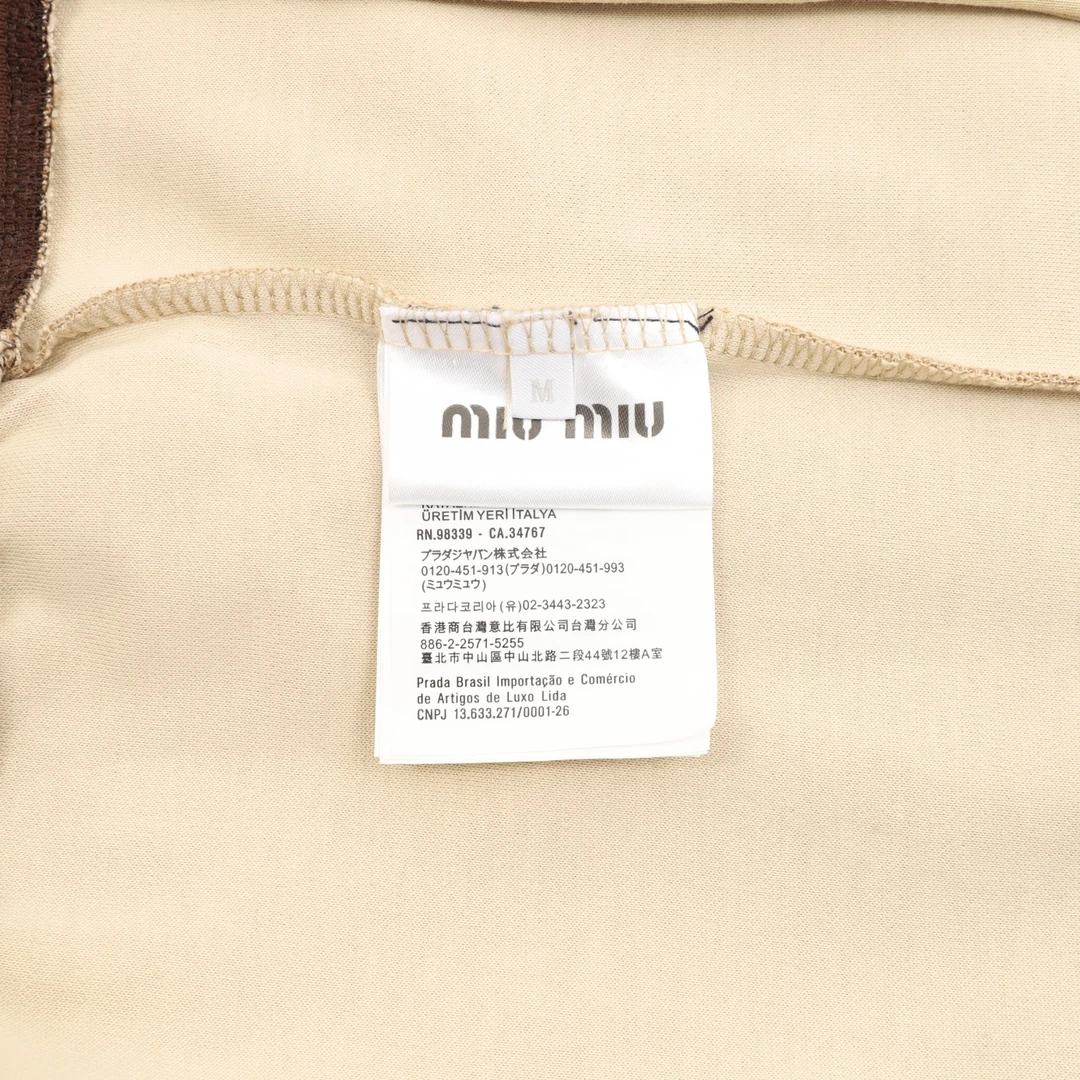 M
miu miu
ÜRETİM YERİ İTALYA
RN.98339 - CA.34767
プラダジャパン株式会社
0120-451-913(プラダ)0120-451-993
(ミュウミュウ)
프라다코리아(유)02-3443-2323
香港商台灣意比有限公司台灣分公司
886-2-2571-5255
臺北市中山區中山北路二段44號12樓A室
Prada Brasil Importação e Comércio
de Artigos de Luxo Lida
CNPJ 13.633.271/0001-26